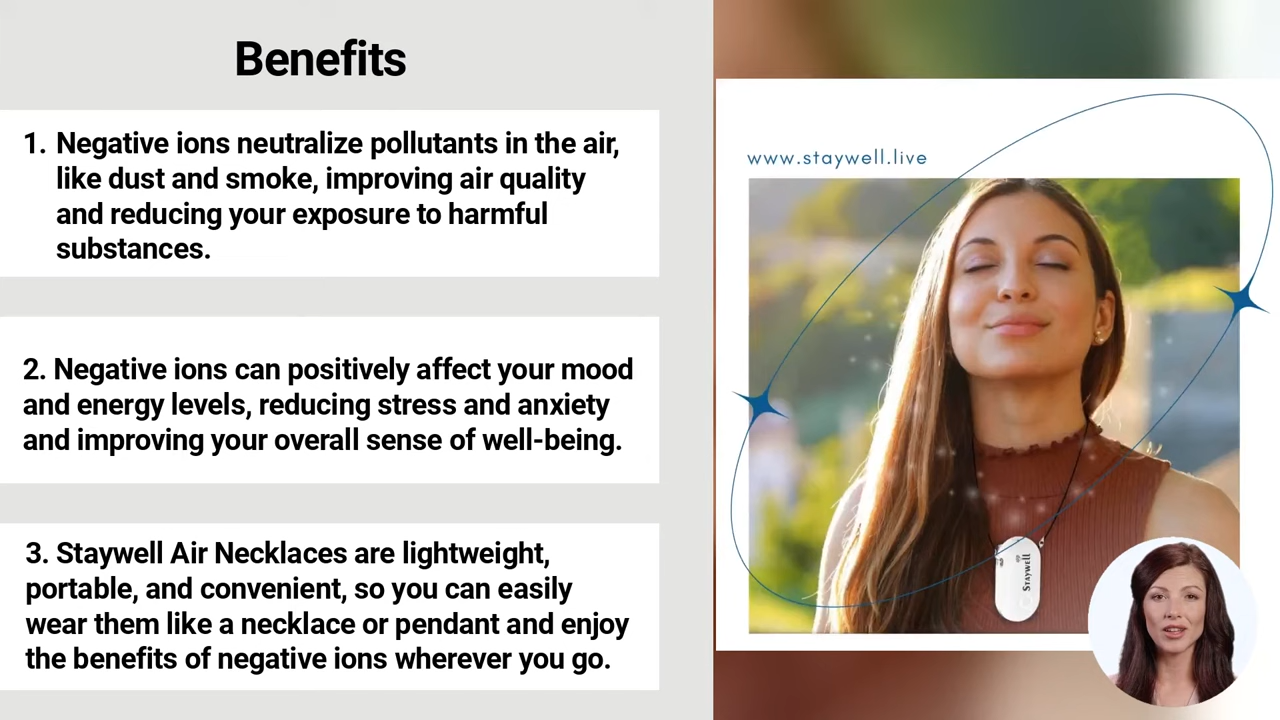 Benefits
1. Negative ions neutralize pollutants in the air,
like dust and smoke, improving air quality
and reducing your exposure to harmful
substances.
2. Negative ions can positively affect your mood
and energy levels, reducing stress and anxiety
and improving your overall sense of well-being.
3. Staywell Air Necklaces are lightweight,
portable, and convenient, so you can easily
wear them like a necklace or pendant and enjoy
the benefits of negative ions wherever you go.
www.staywell.live
STAYWELL